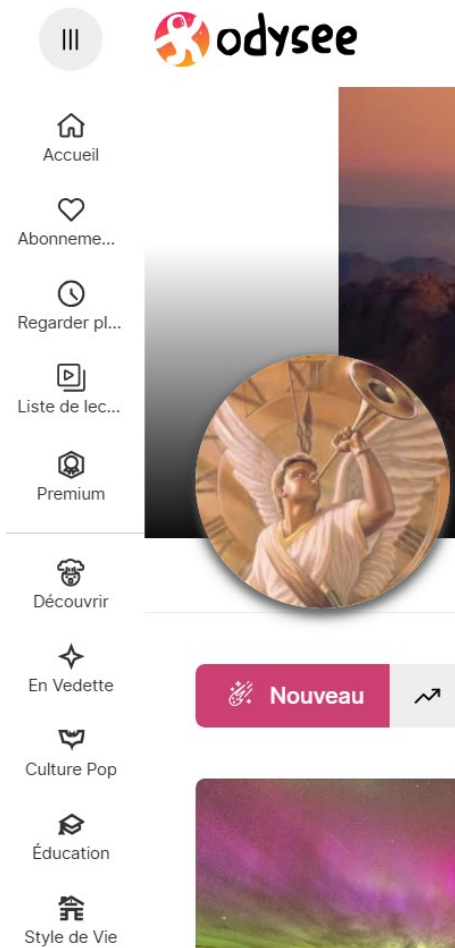 odysee
Accueil
Abonneme...
Regarder pl...
Liste de lec...
Premium
Découvrir
En Vedette
Nouveau
Culture Pop
Éducation
Style de Vie